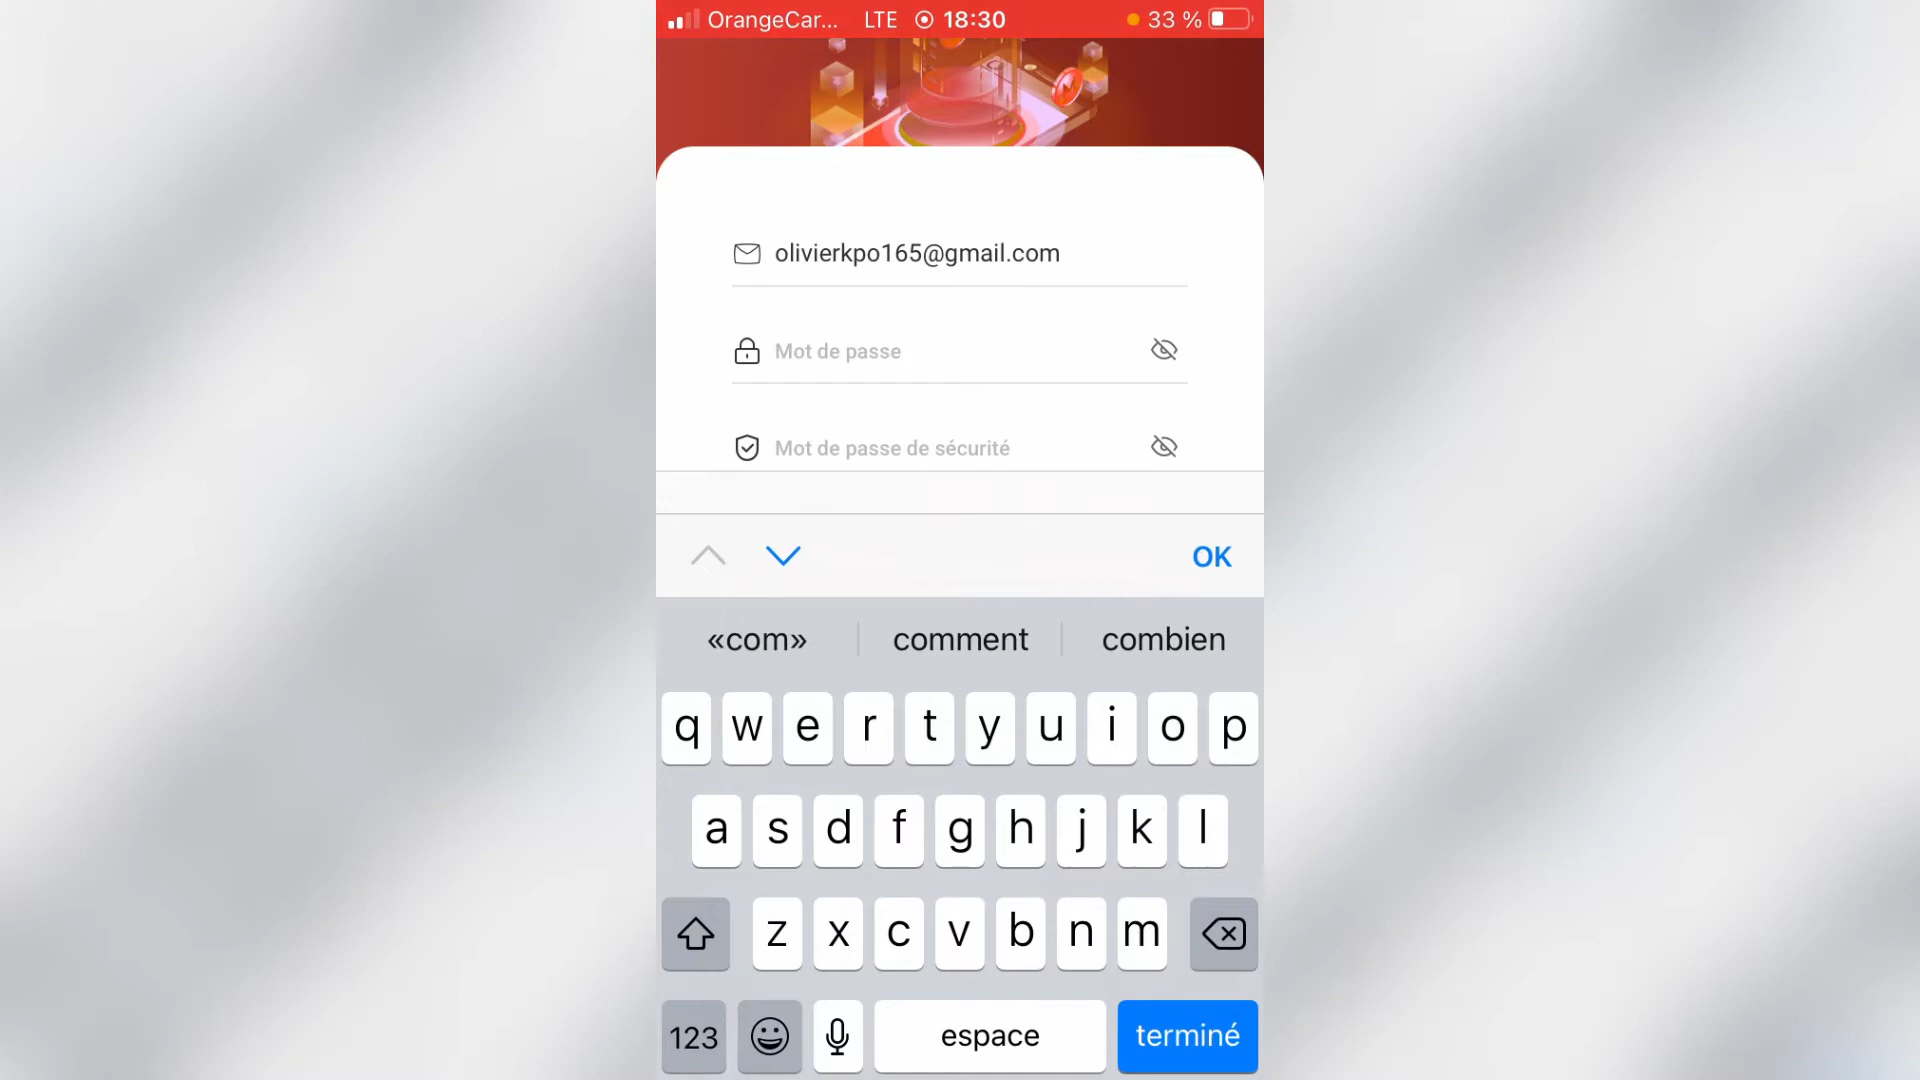 OrangeCar... LTE 18:30 33 %
olivierkpo165@gmail.com
Mot de passe
Mot de passe de sécurité
OK
«com» comment combien
q w e r t y u i o p
a s d f g h j k l
z x c v b n m
123 espace terminé